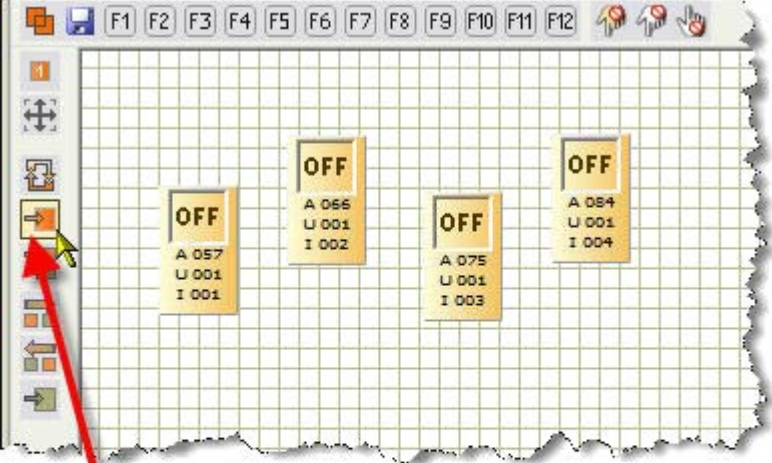 F1 F2 F3 F4 F5 F6 F7 F8 F9 F10 F11 F12
1
OFF
A 057
U 001
I 001
OFF
A 066
U 001
I 002
OFF
A 075
U 001
I 003
OFF
A 084
U 001
I 004